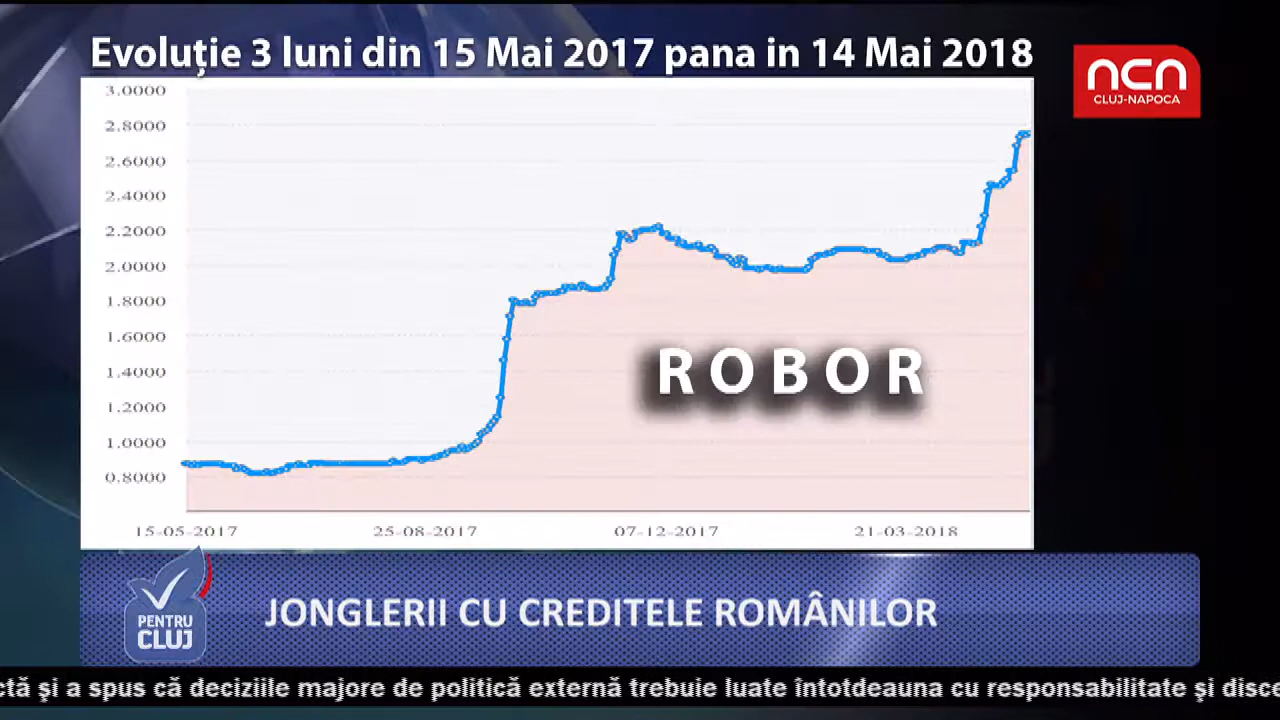 Evoluție 3 luni din 15 Mai 2017 pana in 14 Mai 2018
ncn
CLUJ-NAPOCA
3.0000
2.8000
2.6000
2.4000
2.2000
2.0000
1.8000
1.6000
1.4000
1.2000
1.0000
0.8000
ROBOR
15-05-2017 25-08-2017 07-12-2017 21-03-2018
PENTRU
CLUJ
JONGLERII CU CREDITELE ROMÂNILOR
ctă şi a spus că deciziile majore de politică externă trebuie luate întotdeauna cu responsabilitate şi disce